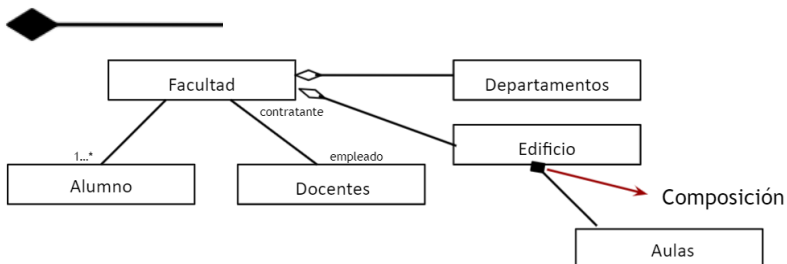 Facultad
Departamentos
contratante
Edificio
1...*
empleado
Alumno
Docentes
Composición
Aulas